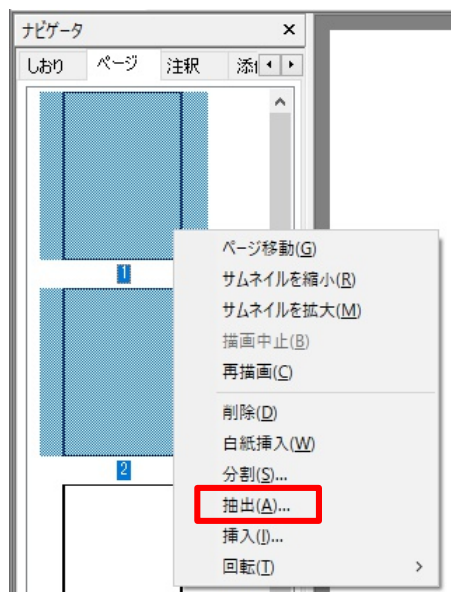 ナビゲータ ×
しおり ページ 注釈
1
2
ページ移動(G)
サムネイルを縮小(R)
サムネイルを拡大(M)
描画中止(B)
再描画(C)
削除(D)
白紙挿入(W)
分割(S)...
抽出(A)...
挿入(I)...
回転(T) >